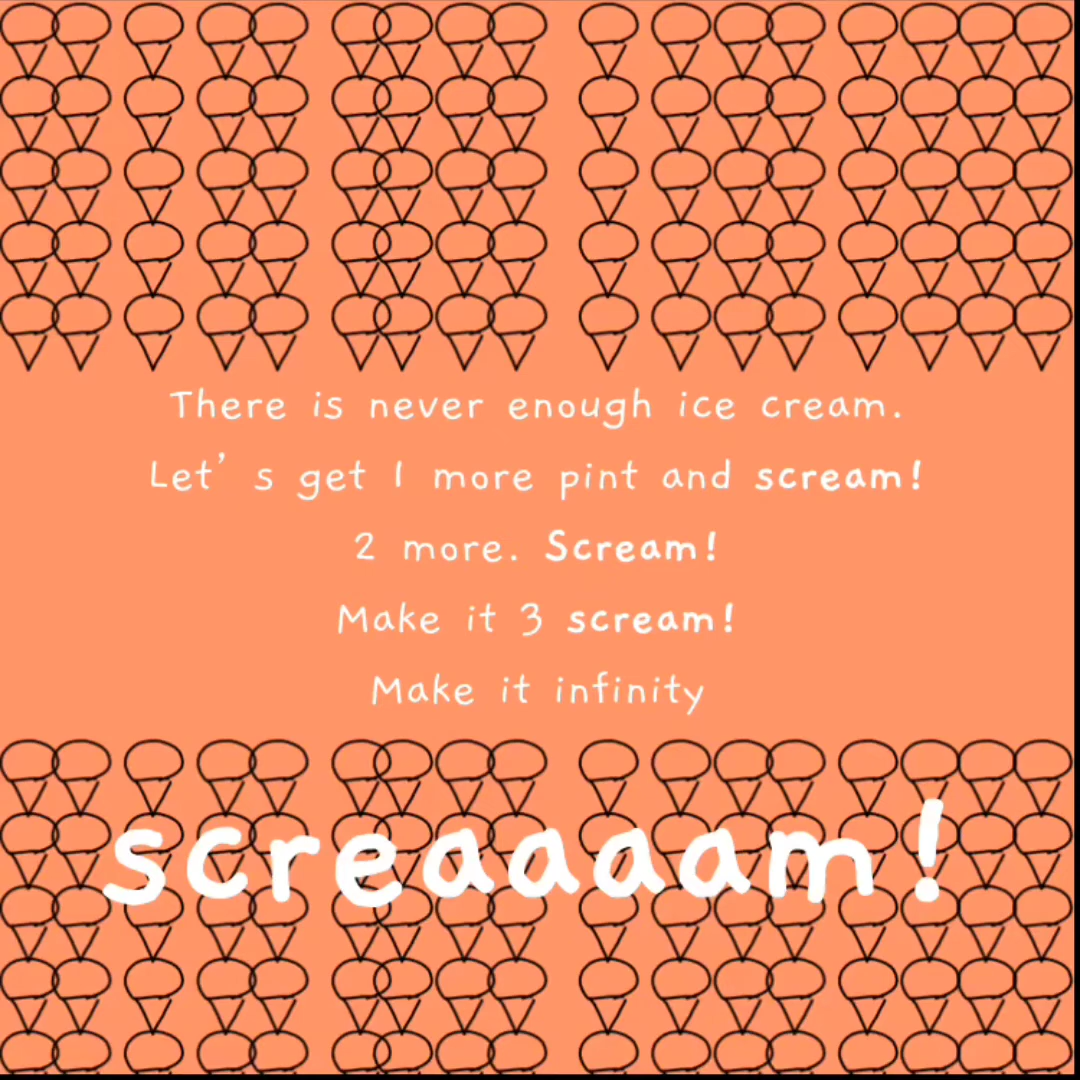 There is never enough ice cream.
Let’s get 1 more pint and scream!
2 more. Scream!
Make it 3 scream!
Make it infinity
screaaaam!